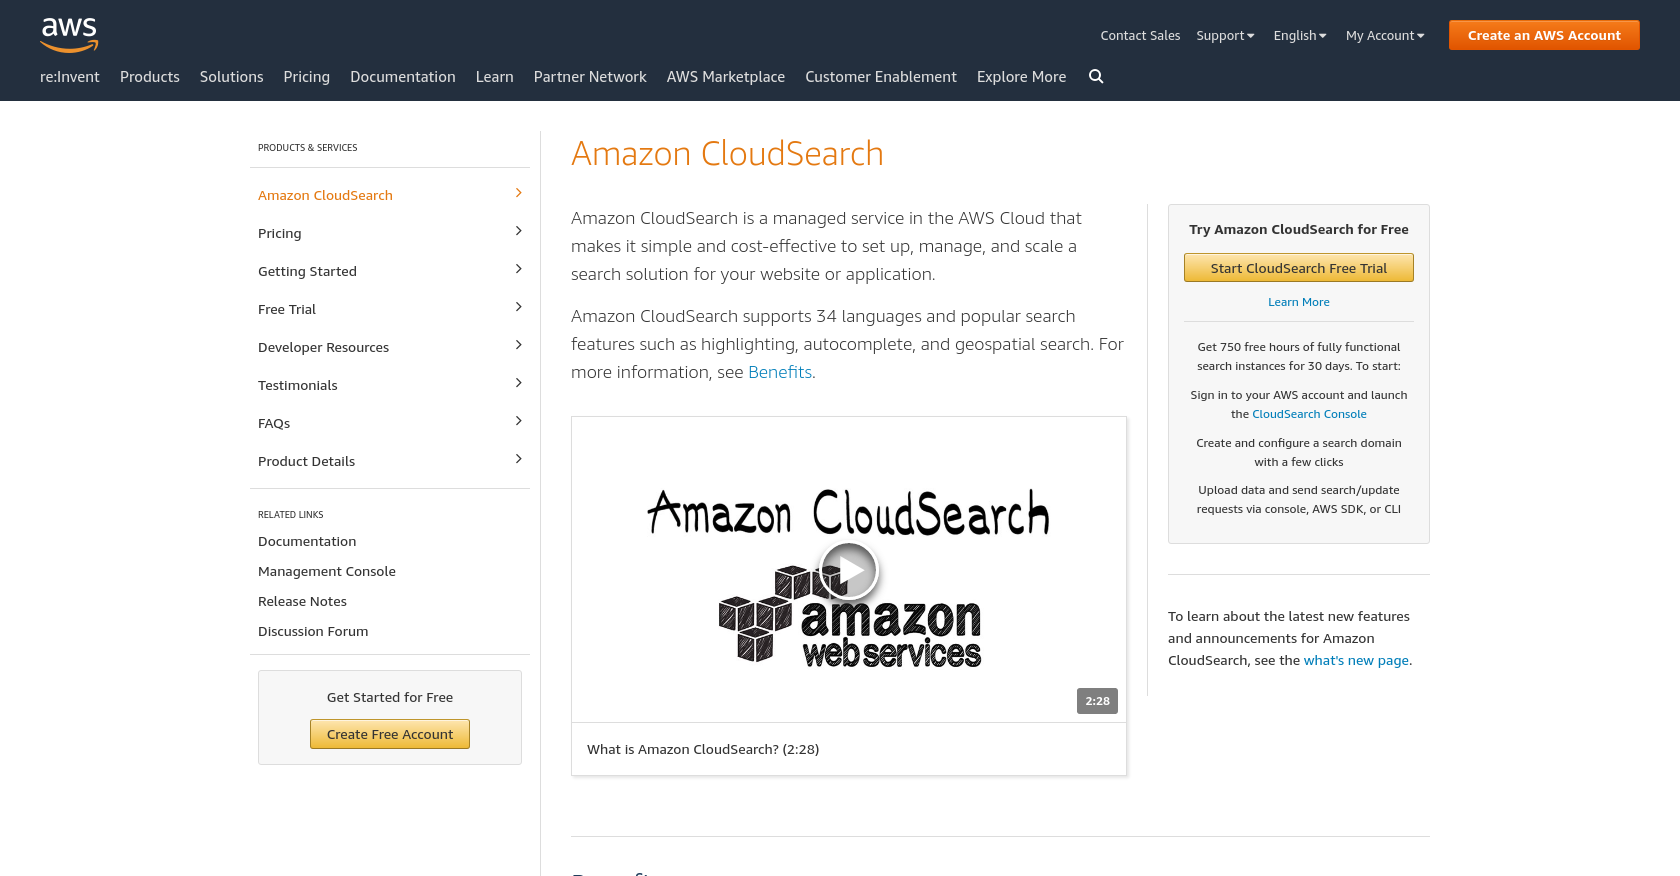 aws
Contact Sales Support English My Account Create an AWS Account
re:Invent Products Solutions Pricing Documentation Learn Partner Network AWS Marketplace Customer Enablement Explore More
PRODUCTS & SERVICES
Amazon CloudSearch
Pricing
Getting Started
Free Trial
Developer Resources
Testimonials
FAQs
Product Details
RELATED LINKS
Documentation
Management Console
Release Notes
Discussion Forum
Get Started for Free
Create Free Account
Amazon CloudSearch
Amazon CloudSearch is a managed service in the AWS Cloud that
makes it simple and cost-effective to set up, manage, and scale a
search solution for your website or application.
Amazon CloudSearch supports 34 languages and popular search
features such as highlighting, autocomplete, and geospatial search. For
more information, see Benefits.
Amazon CloudSearch
amazon
web services
2:28
What is Amazon CloudSearch? (2:28)
Try Amazon CloudSearch for Free
Start CloudSearch Free Trial
Learn More
Get 750 free hours of fully functional
search instances for 30 days. To start:
Sign in to your AWS account and launch
the CloudSearch Console
Create and configure a search domain
with a few clicks
Upload data and send search/update
requests via console, AWS SDK, or CLI
To learn about the latest new features
and announcements for Amazon
CloudSearch, see the what's new page.